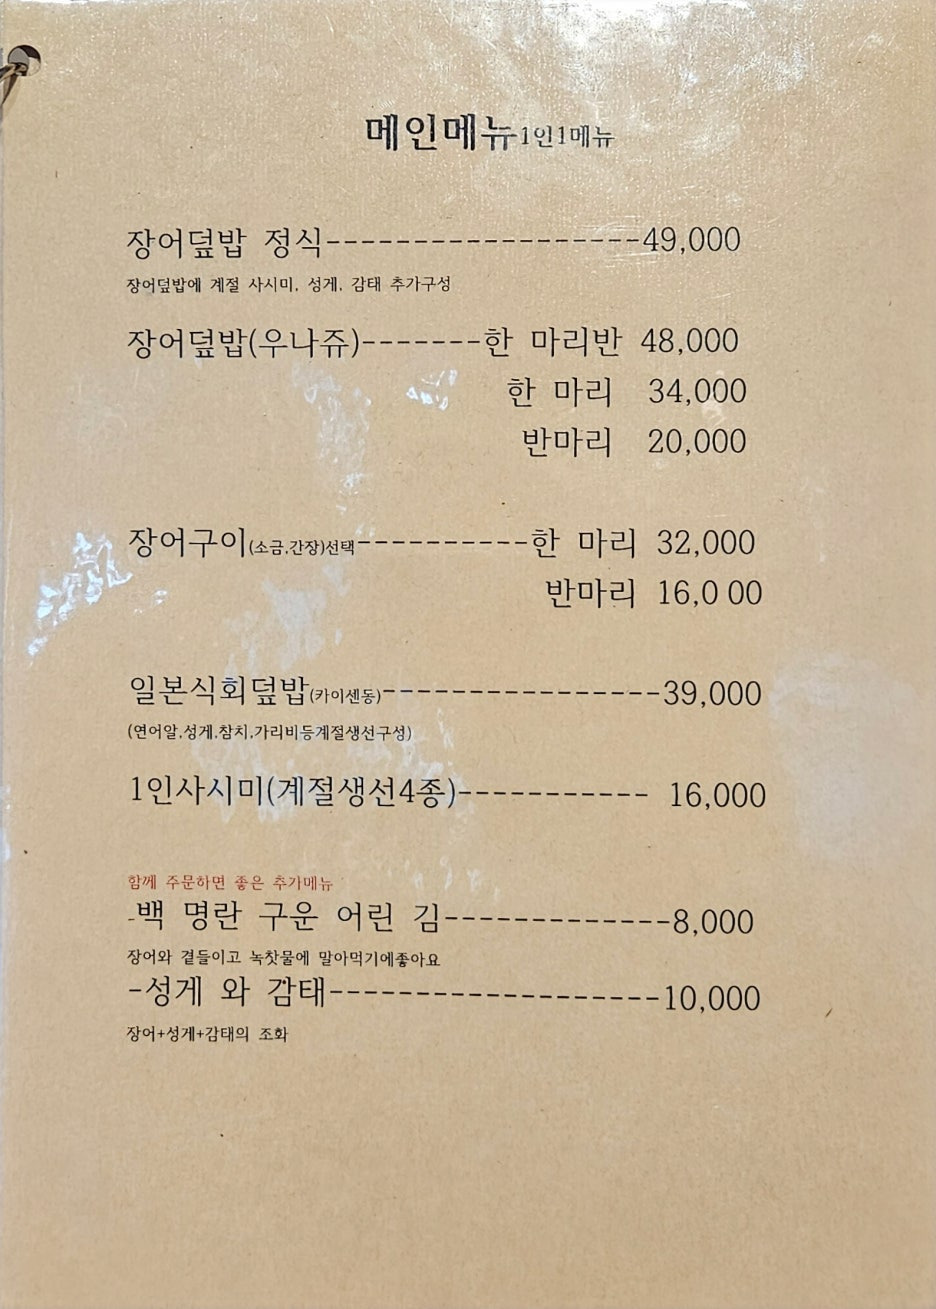 메인메뉴1인1메뉴
장어덮밥 정식------------------49,000
장어덮밥에 계절 사시미, 성게, 감태 추가구성
장어덮밥(우나쥬)-------한 마리반 48,000
한 마리 34,000
반마리 20,000
장어구이(소금,간장)선택----------한 마리 32,000
반마리 16,0 00
일본식회덮밥(카이센동)----------------39,000
(연어알,성게,참치,가리비등계절생선구성)
1인사시미(계절생선4종)----------- 16,000
함께 주문하면 좋은 추가메뉴
-백 명란 구운 어린 김-------------8,000
장어와 곁들이고 녹찻물에 말아먹기에좋아요
-성게 와 감태-------------------10,000
장어+성게+감태의 조화